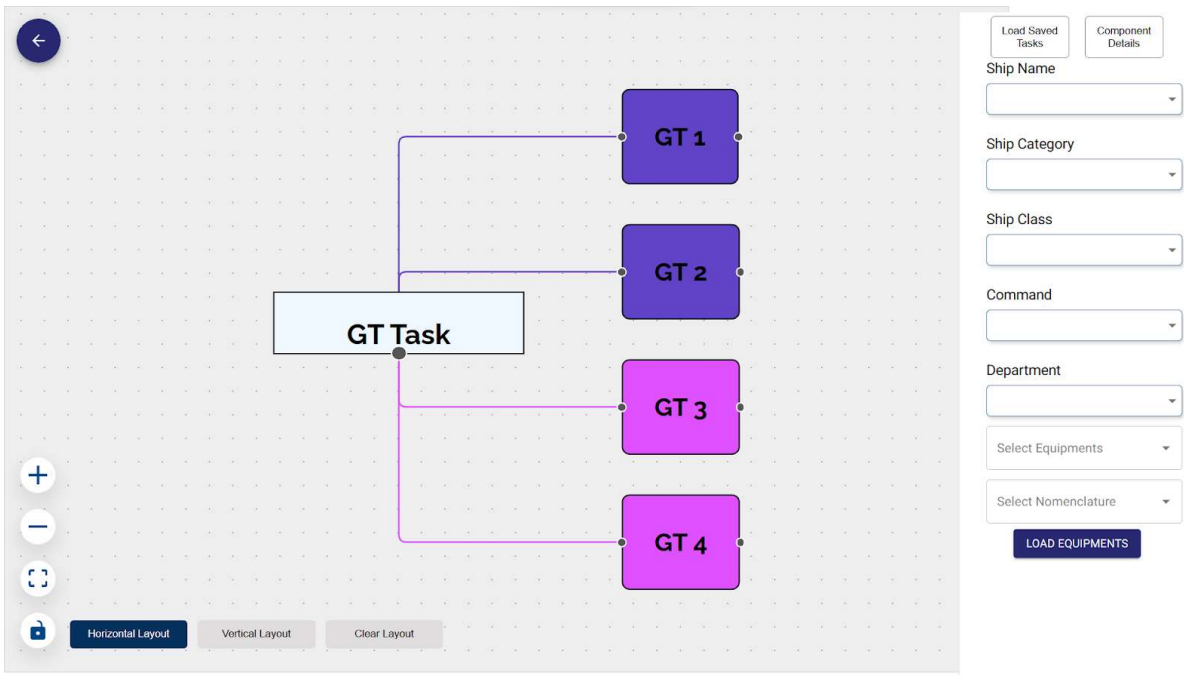 GT 1
GT 2
GT Task
GT 3
GT 4
Horizontal Layout
Vertical Layout
Clear Layout
Load Saved
Tasks
Component
Details
Ship Name
Ship Category
Ship Class
Command
Department
Select Equipments
Select Nomenclature
LOAD EQUIPMENTS